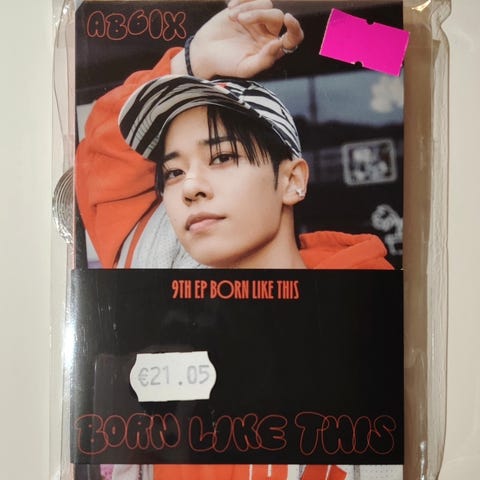 AB6IX
9TH EP BORN LIKE THIS
€21.05
BORN LIKE THIS